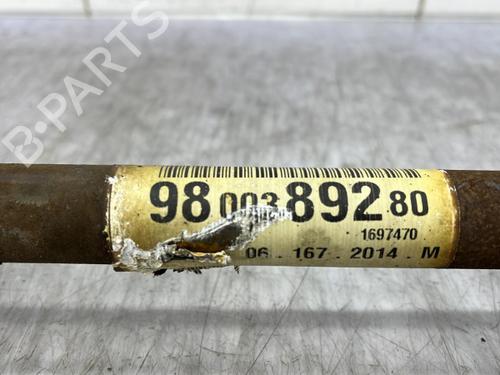 B-PARTS
98 003 892 80
1697470
06 . 167 . 2014 . M